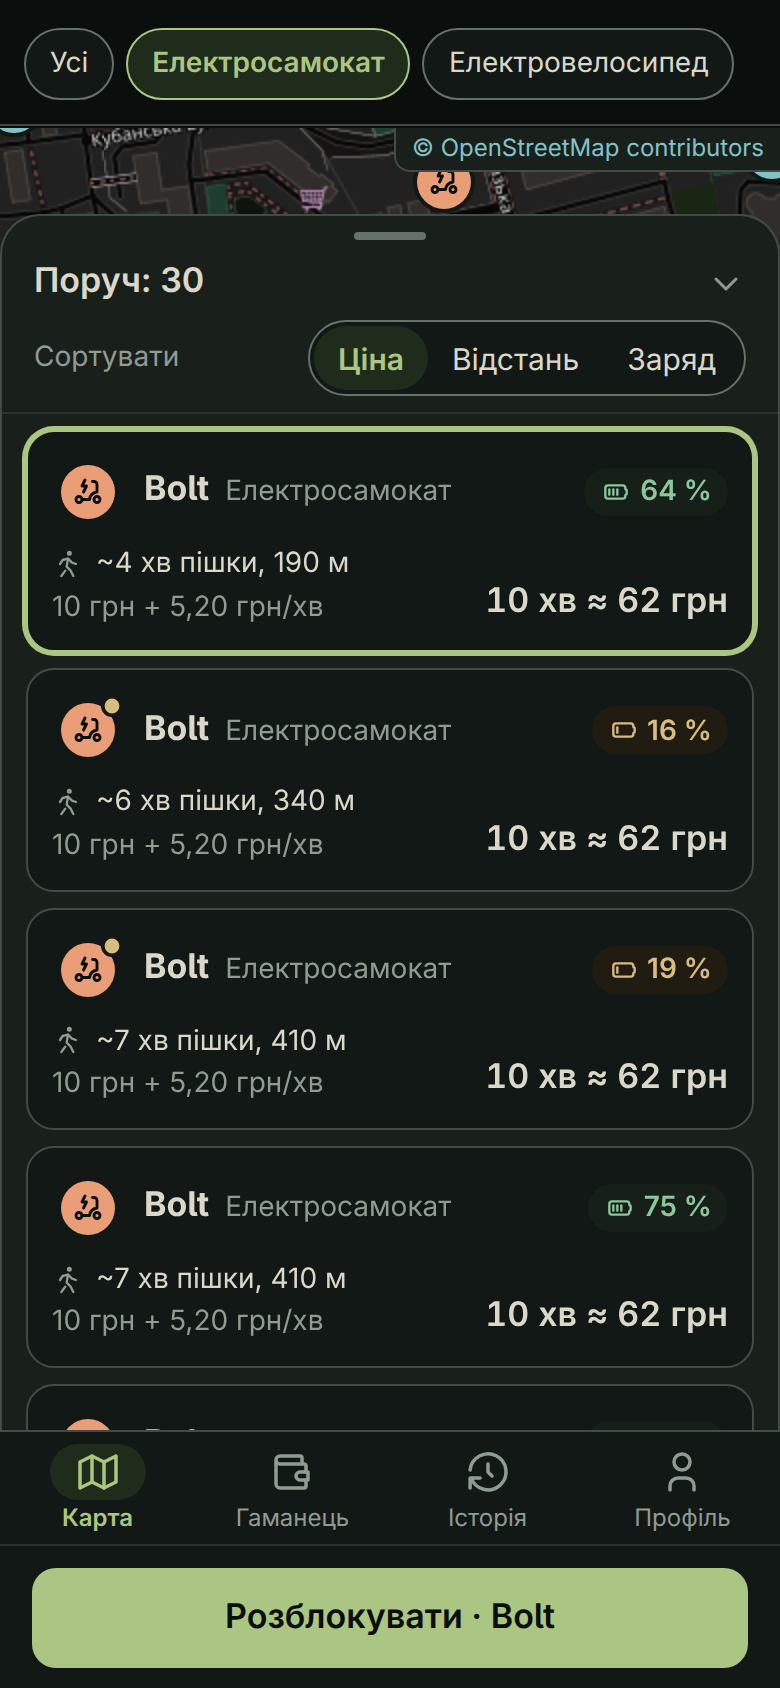 Усі
Електросамокат
Електровелосипед
© OpenStreetMap contributors
Поруч: 30
Сортувати
Ціна
Відстань
Заряд
Bolt Електросамокат
64 %
~4 хв пішки, 190 м
10 грн + 5,20 грн/хв
10 хв ≈ 62 грн
Bolt Електросамокат
16 %
~6 хв пішки, 340 м
10 грн + 5,20 грн/хв
10 хв ≈ 62 грн
Bolt Електросамокат
19 %
~7 хв пішки, 410 м
10 грн + 5,20 грн/хв
10 хв ≈ 62 грн
Bolt Електросамокат
75 %
~7 хв пішки, 410 м
10 грн + 5,20 грн/хв
10 хв ≈ 62 грн
Карта
Гаманець
Історія
Профіль
Розблокувати · Bolt